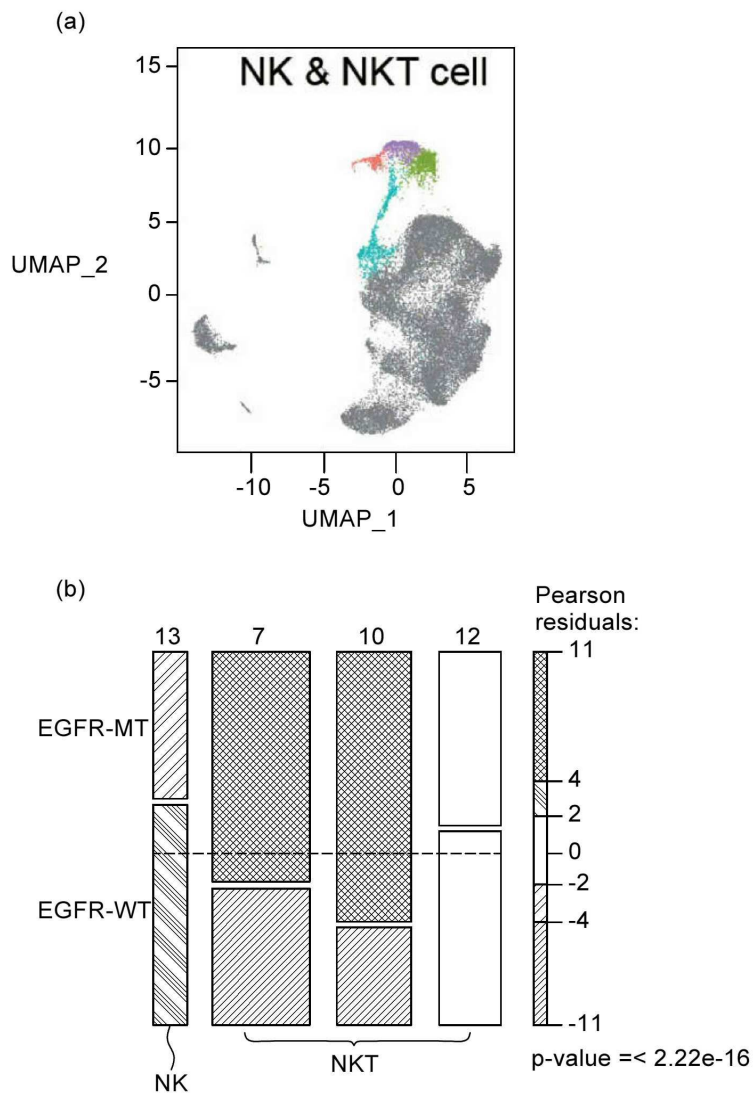 (a)
NK & NKT cell
15
10
5
0
-5
UMAP_2
-10 -5 0 5
UMAP_1
(b)
Pearson
residuals:
13 7 10 12
11
EGFR-MT
4
2
0
-2
EGFR-WT
-4
-11
NKT
p-value =< 2.22e-16
NK